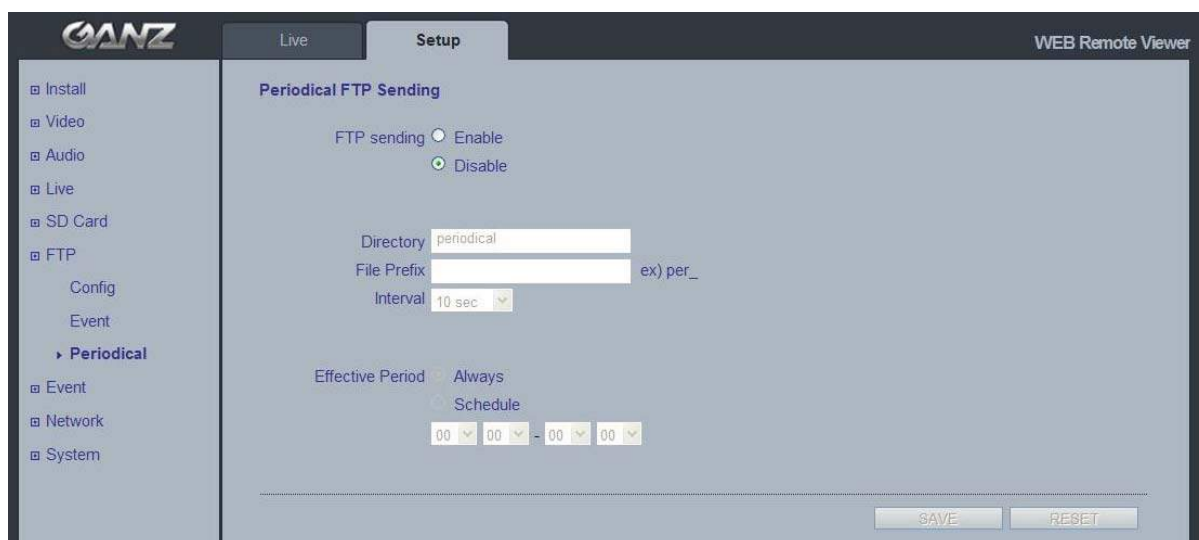 GANZ
Live
Setup
WEB Remote Viewer
Install
Video
Audio
Live
SD Card
FTP
Config
Event
Periodical
Event
Network
System
Periodical FTP Sending
FTP sending
Enable
Disable
Directory periodical
File Prefix ex) per_
Interval 10 sec
Effective Period
Always
Schedule
00 00 - 00 00
SAVE RESET